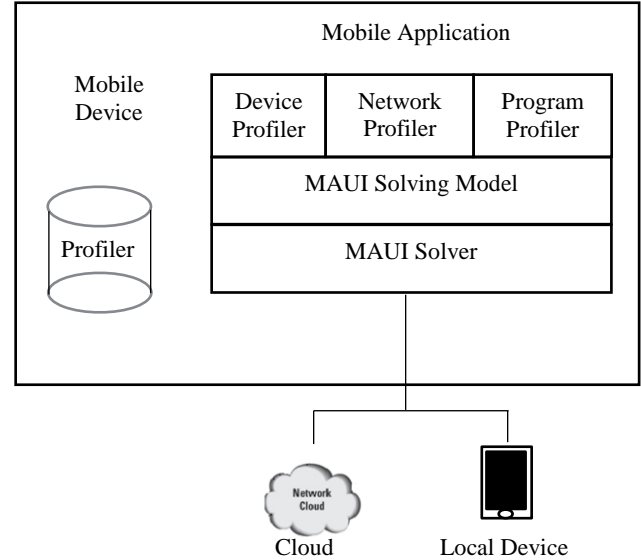 Mobile Application
Mobile
Device
Device
Profiler
Network
Profiler
Program
Profiler
MAUI Solving Model
Profiler
MAUI Solver
Network
Cloud
Cloud
Local Device